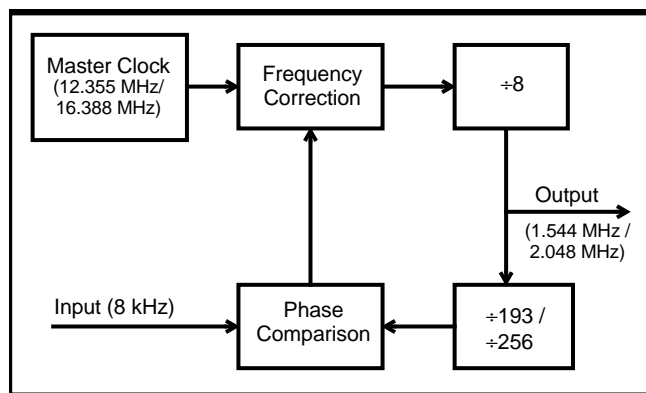 Master Clock
(12.355 MHz/
16.388 MHz)
Frequency
Correction
÷8
Output
(1.544 MHz /
2.048 MHz)
Input (8 kHz)
Phase
Comparison
÷193 /
÷256